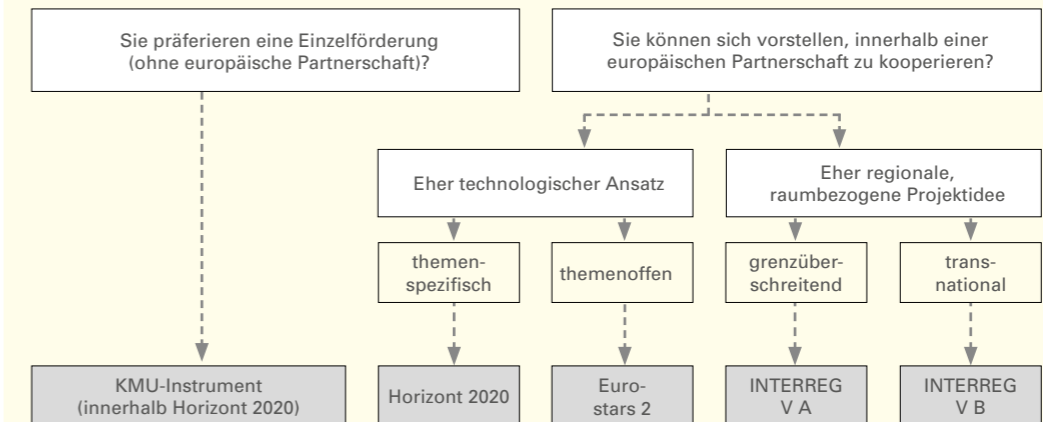 Sie präferieren eine Einzelförderung
(ohne europäische Partnerschaft)?
Sie können sich vorstellen, innerhalb einer
europäischen Partnerschaft zu kooperieren?
Eher technologischer Ansatz
Eher regionale,
raumbezogene Projektidee
themen-
spezifisch
themenoffen
grenzüber-
schreitend
trans-
national
KMU-Instrument
(innerhalb Horizont 2020)
Horizont 2020
Euro-
stars 2
INTERREG
V A
INTERREG
V B